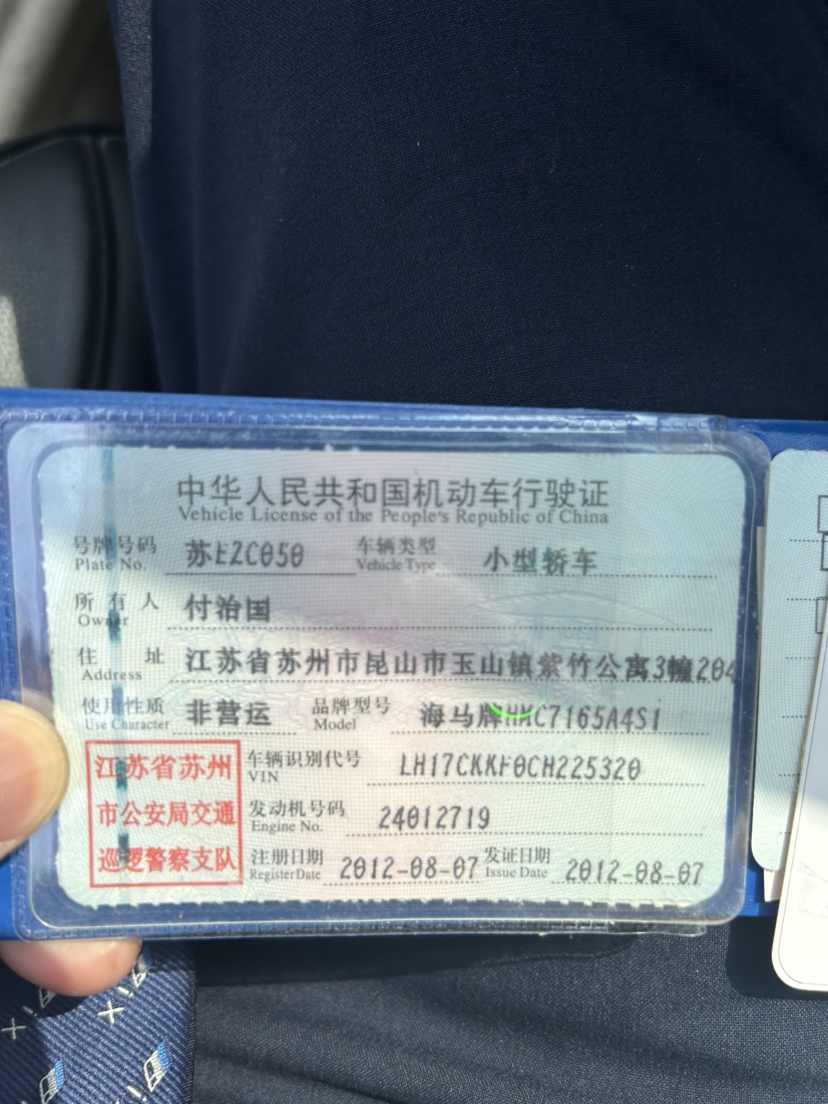 中华人民共和国机动车行驶证
Vehicle License of the People's Republic of China
号牌号码 苏EZC050 车辆类型 小型轿车
Plate No. Vehicle Type
所有人 付治国
Owner
住址 江苏省苏州市昆山市玉山镇紫竹公寓3幢204
Address
使用性质 非营运 品牌型号 海马牌HMC7165A4S1
Use Character Model
江苏省苏州
市公安局交通
巡逻警察支队
车辆识别代号 LH17CKKF0CH225320
VIN
发动机号码 24012719
Engine No.
注册日期 2012-08-07 发证日期 2012-08-07
Register Date Issue Date